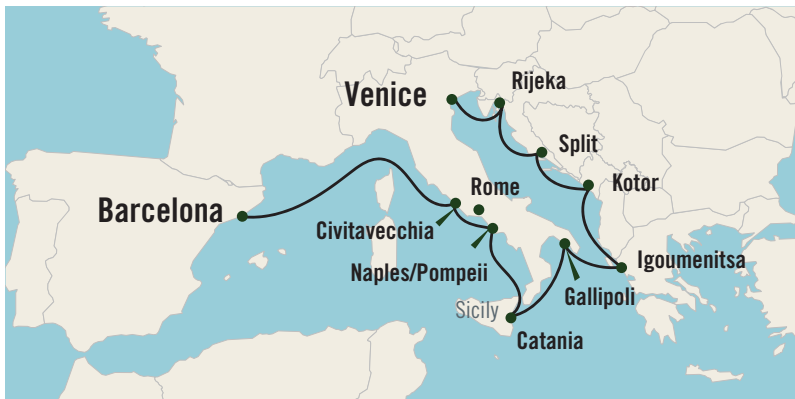 Rijeka
Venice
Split
Rome
Kotor
Barcelona
Civitavecchia
Igoumenitsa
Naples/Pompeii
Gallipoli
Sicily
Catania